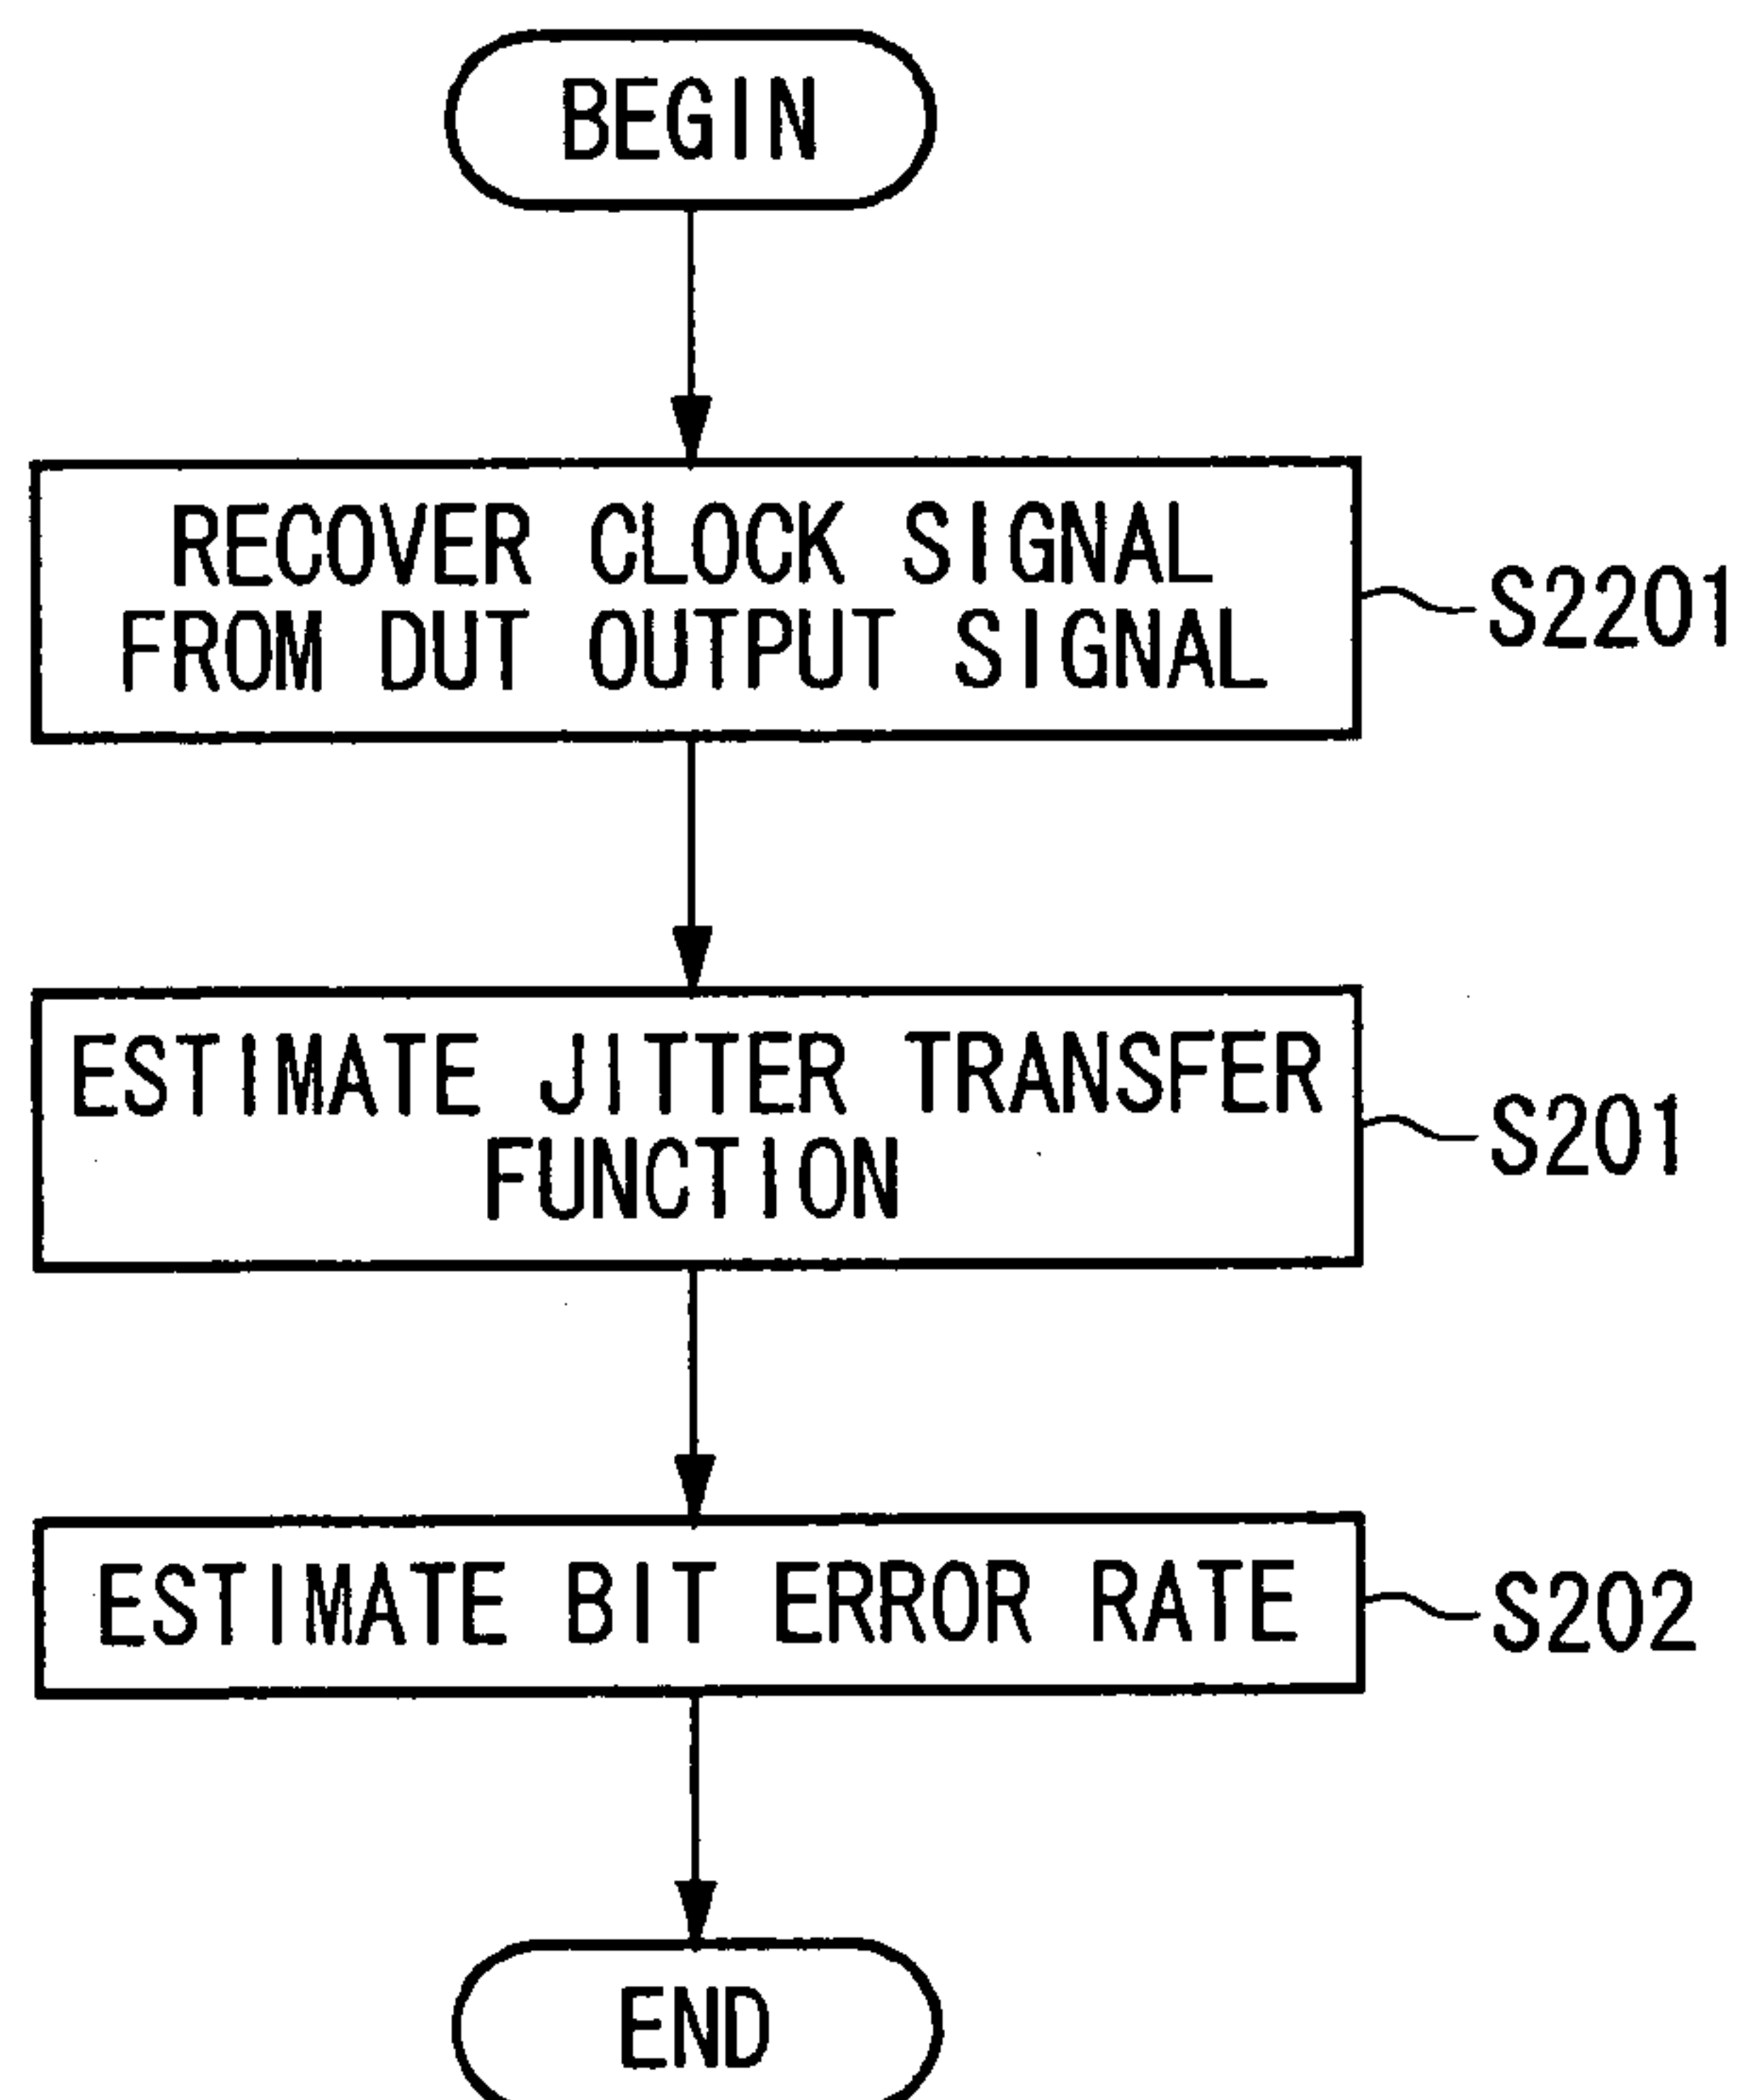 BEGIN
RECOVER CLOCK SIGNAL
FROM DUT OUTPUT SIGNAL
S2201
ESTIMATE JITTER TRANSFER
FUNCTION
S201
ESTIMATE BIT ERROR RATE
S202
END